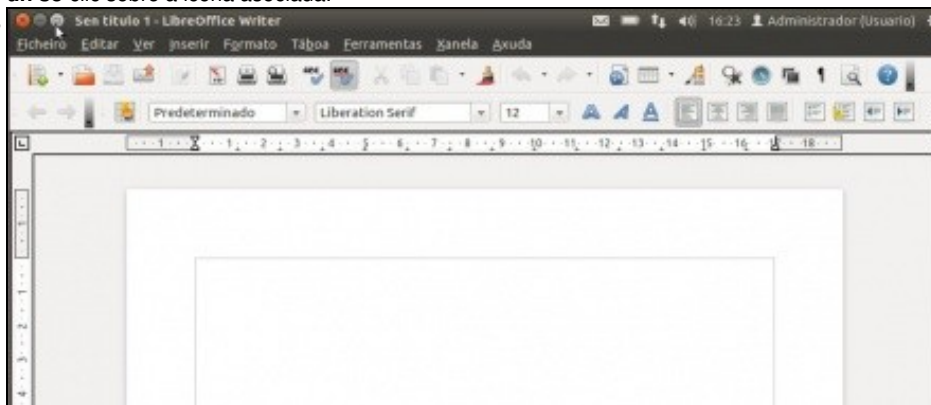 Sen título 1 - LibreOffice Writer 16:23 Administrador (Usuario)
Ficheiro Editar Ver Inserir Formato Táboa Ferramentas Xanela Axuda
Predeterminado Liberation Serif 12
1 1 2 3 4 5 6 7 8 9 10 11 12 13 14 15 16 18